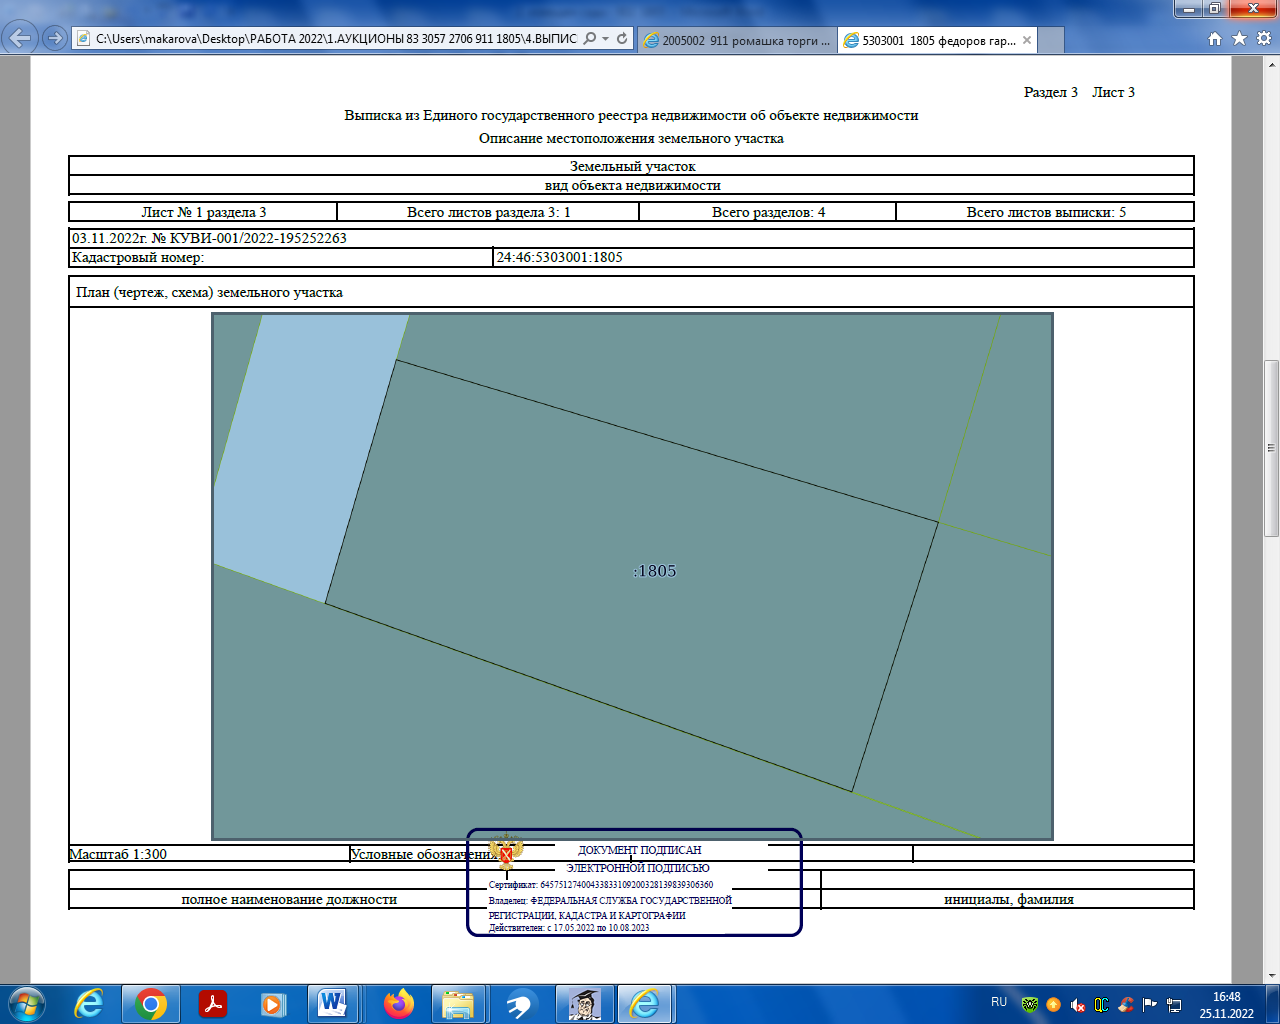 C:\Users\makarova\Desktop\РАБОТА 2022\1.АУКЦИОНЫ 83 3057 2706 911 1805\4.ВЫПИС
2005002 911 ромашка торги ...
5303001 1805 федоров гар...
Раздел 3 Лист 3
Выписка из Единого государственного реестра недвижимости об объекте недвижимости
Описание местоположения земельного участка
Земельный участок
вид объекта недвижимости
Лист № 1 раздела 3 Всего листов раздела 3: 1 Всего разделов: 4 Всего листов выписки: 5
03.11.2022г. № КУВИ-001/2022-195252263
Кадастровый номер: 24:46:5303001:1805
План (чертеж, схема) земельного участка
:1805
Масштаб 1:300 Условные обозначения:
ДОКУМЕНТ ПОДПИСАН
ЭЛЕКТРОННОЙ ПОДПИСЬЮ
Сертификат: 64575127400433833109200328139839306360
Владелец: ФЕДЕРАЛЬНАЯ СЛУЖБА ГОСУДАРСТВЕННОЙ
РЕГИСТРАЦИИ, КАДАСТРА И КАРТОГРАФИИ
Действителен: с 17.05.2022 по 10.08.2023
полное наименование должности инициалы, фамилия
RU
16:48
25.11.2022